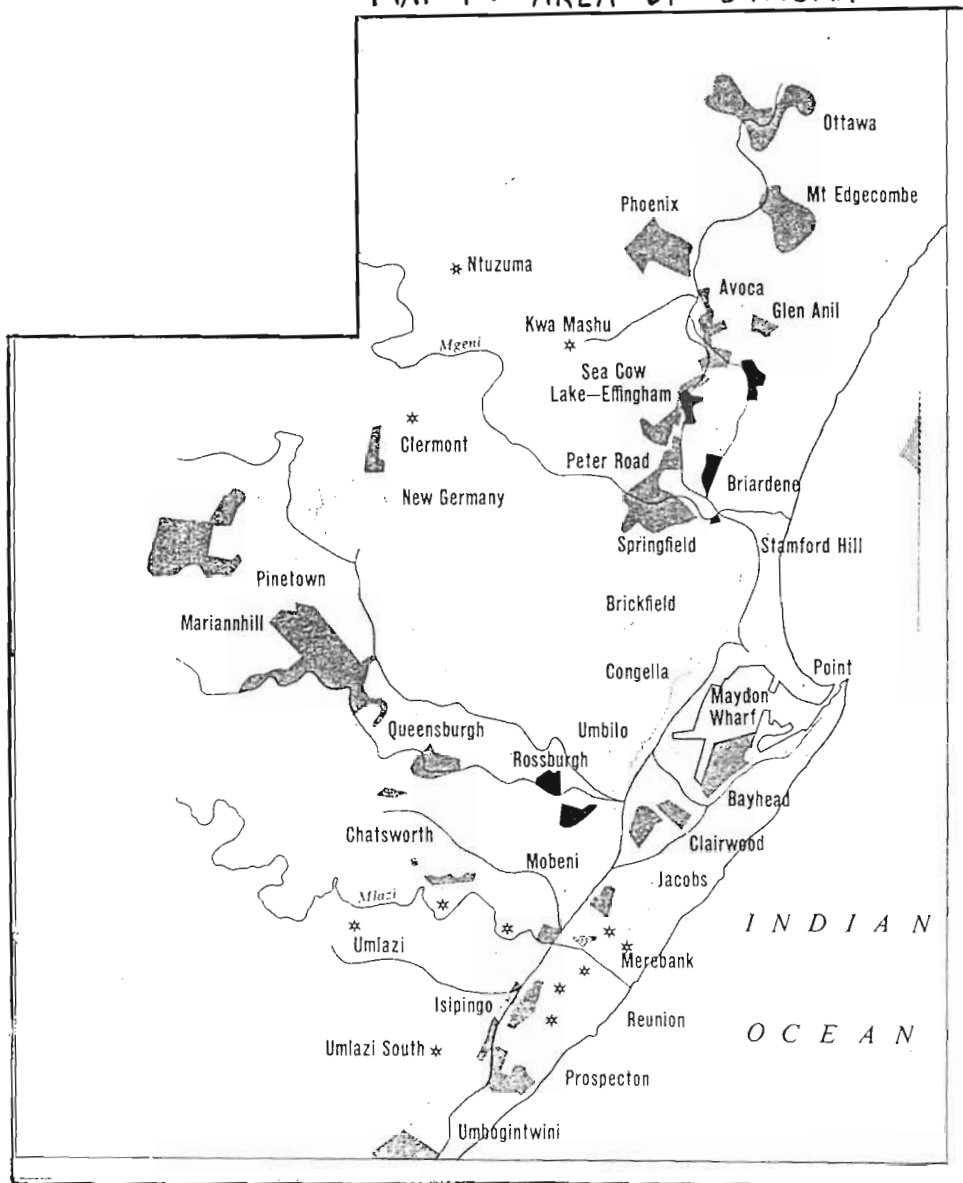 MAP 1: AREA OF
Ottawa
Mt Edgecombe
Phoenix
Ntuzuma
Avoca
Glen Anil
Kwa Mashu
Mgeni
Sea Cow
Lake–Effingham
Clermont
Peter Road
Briardene
New Germany
Springfield
Stamford Hill
Pinetown
Brickfield
Mariannhill
Congella
Point
Maydon
Wharf
Queensburgh
Umbilo
Rossburgh
Bayhead
Chatsworth
Clairwood
Mobeni
Jacobs
Mlazi
INDIAN
Umlazi
Merebank
Isipingo
Reunion
OCEAN
Umlazi South
Prospecton
Umbogintwini